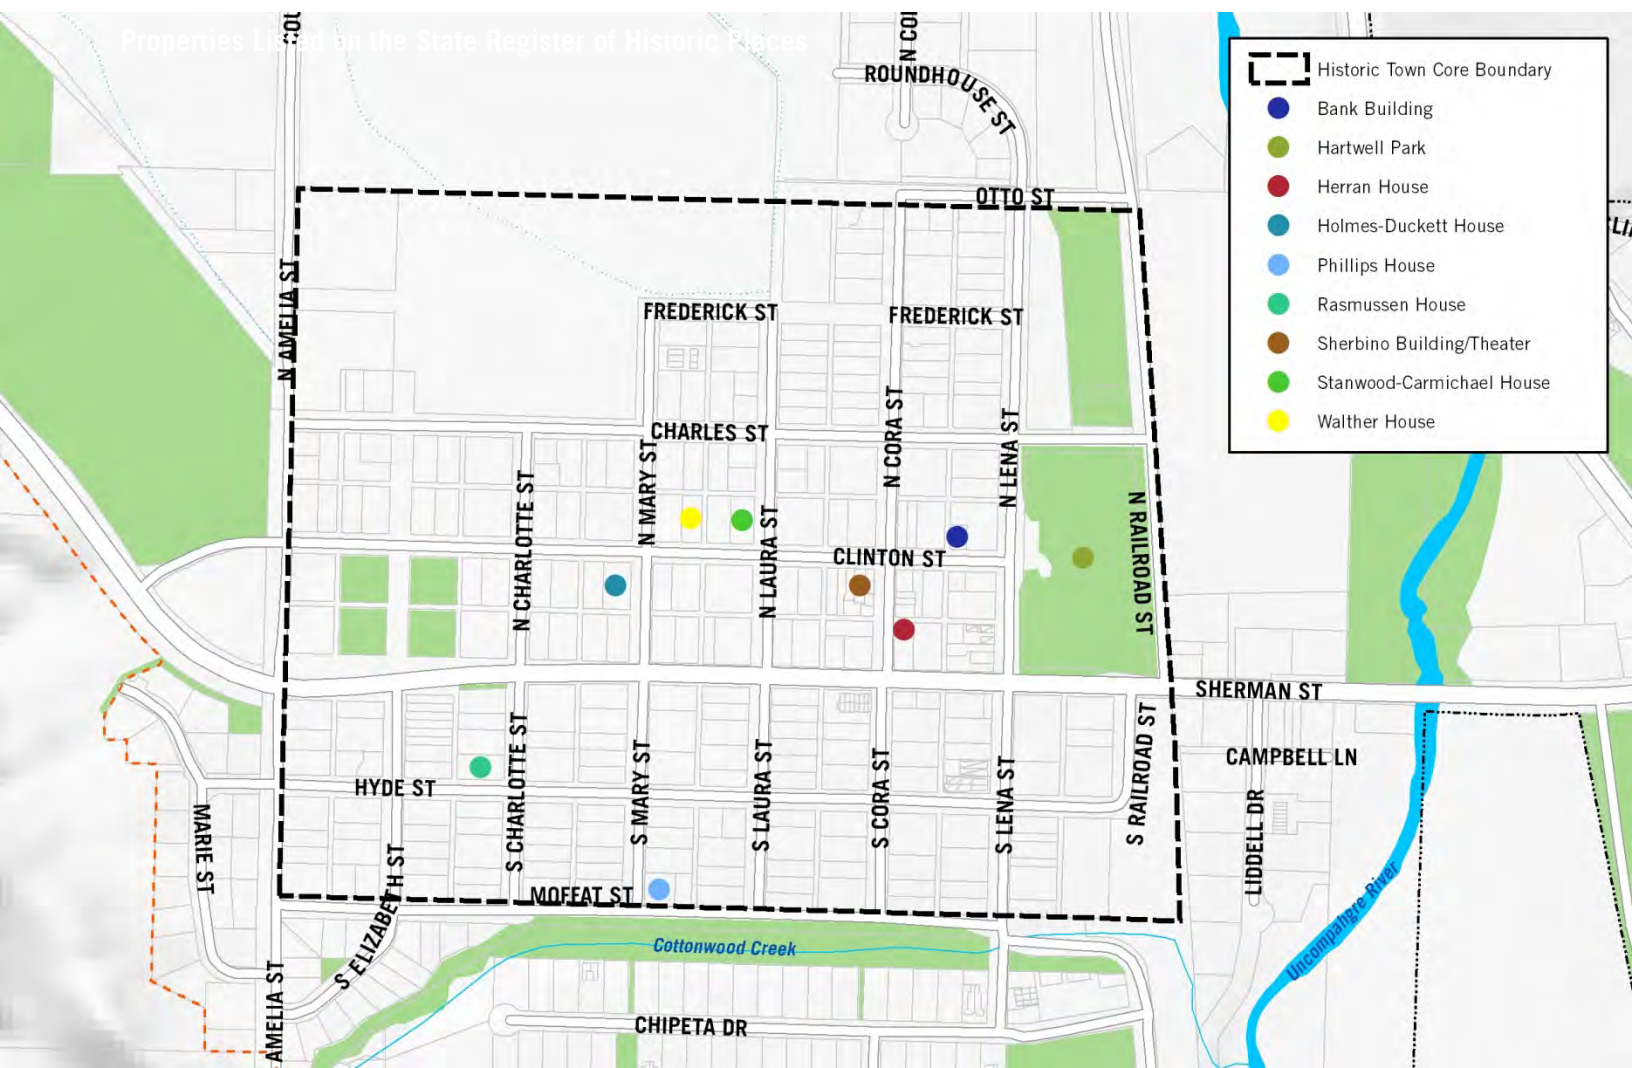 Properties Listed on the State Register of Historic Places
N COR
ROUNDHOUSE ST
OTTO ST
N AMELIA ST
FREDERICK ST
FREDERICK ST
CHARLES ST
N CHARLOTTE ST
N MARY ST
N LAURA ST
N CORA ST
N LENA ST
N RAILROAD ST
CLINTON ST
SHERMAN ST
CAMPBELL LN
HYDE ST
MARIE ST
S ELIZABETH ST
S CHARLOTTE ST
S MARY ST
S LAURA ST
S CORA ST
S LENA ST
S RAILROAD ST
LIDDELL DR
MOFFAT ST
Cottonwood Creek
Uncompahgre River
AMELIA ST
CHIPETA DR
Historic Town Core Boundary
Bank Building
Hartwell Park
Herran House
Holmes-Duckett House
Phillips House
Rasmussen House
Sherbino Building/Theater
Stanwood-Carmichael House
Walther House